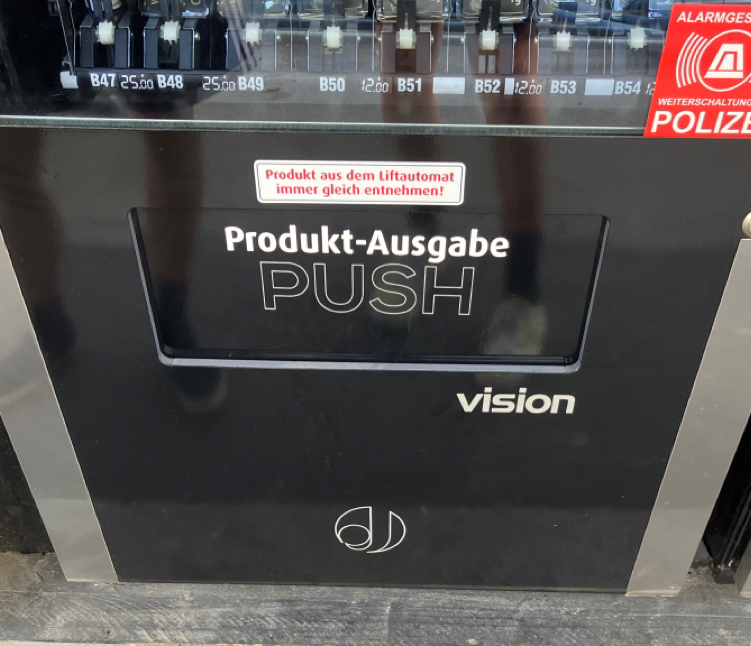 B47 25.00 B48 25.00 B49 B50 12.00 B51 B52 12.00 B53 B54
ALARMGES
WEITERSCHALTUNG
POLIZE
Produkt aus dem Liftautomat
immer gleich entnehmen!
Produkt-Ausgabe
PUSH
vision